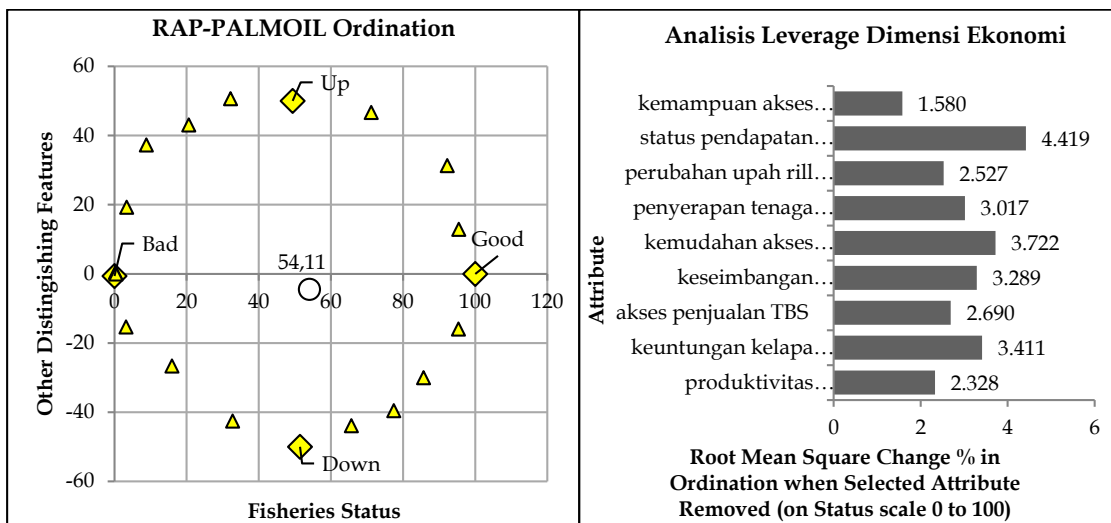 RAP-PALMOIL Ordination
Other Distingishing Features
60
40
20
0
-20
-40
-60
Up
Bad
Good
54,11
Down
0 20 40 60 80 100 120
Fisheries Status
Analisis Leverage Dimensi Ekonomi
Attribute
kemampuan akses… 1.580
status pendapatan… 4.419
perubahan upah rill… 2.527
penyerapan tenaga… 3.017
kemudahan akses… 3.722
keseimbangan 3.289
akses penjualan TBS 2.690
keuntungan kelapa… 3.411
produktivitas… 2.328
0 2 4 6
Root Mean Square Change % in
Ordination when Selected Attribute
Removed (on Status scale 0 to 100)